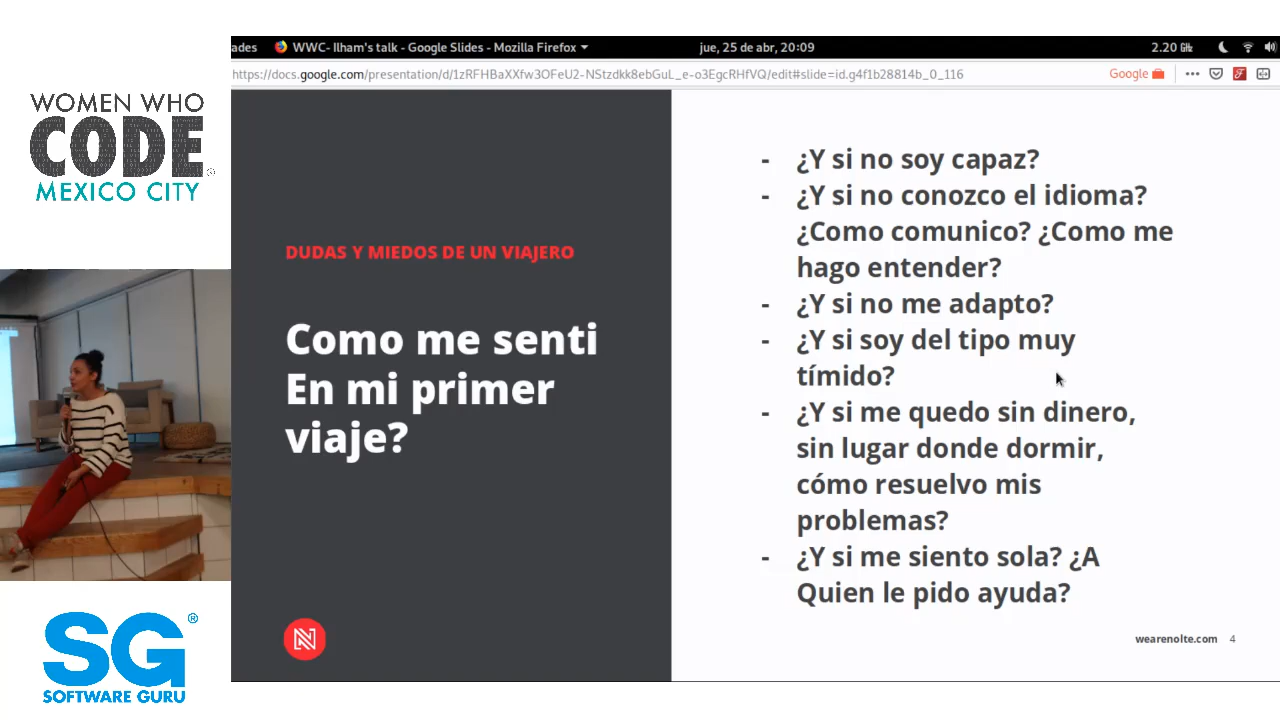 ades
WWC- Ilham's talk - Google Slides - Mozilla Firefox
jue, 25 de abr, 20:09
2.20 GHz
https://docs.google.com/presentation/d/1zRFHBaXXfw3OFeU2-NStzdkk8ebGuL_e-o3EgcRHfVQ/edit#slide=id.g4f1b28814b_0_116
Google
WOMEN WHO
CODE®
MEXICO CITY
DUDAS Y MIEDOS DE UN VIAJERO
Como me senti
En mi primer
viaje?
- ¿Y si no soy capaz?
- ¿Y si no conozco el idioma?
¿Como comunico? ¿Como me
hago entender?
- ¿Y si no me adapto?
- ¿Y si soy del tipo muy
tímido?
- ¿Y si me quedo sin dinero,
sin lugar donde dormir,
cómo resuelvo mis
problemas?
- ¿Y si me siento sola? ¿A
Quien le pido ayuda?
wearenolte.com 4
SG®
SOFTWARE GURU